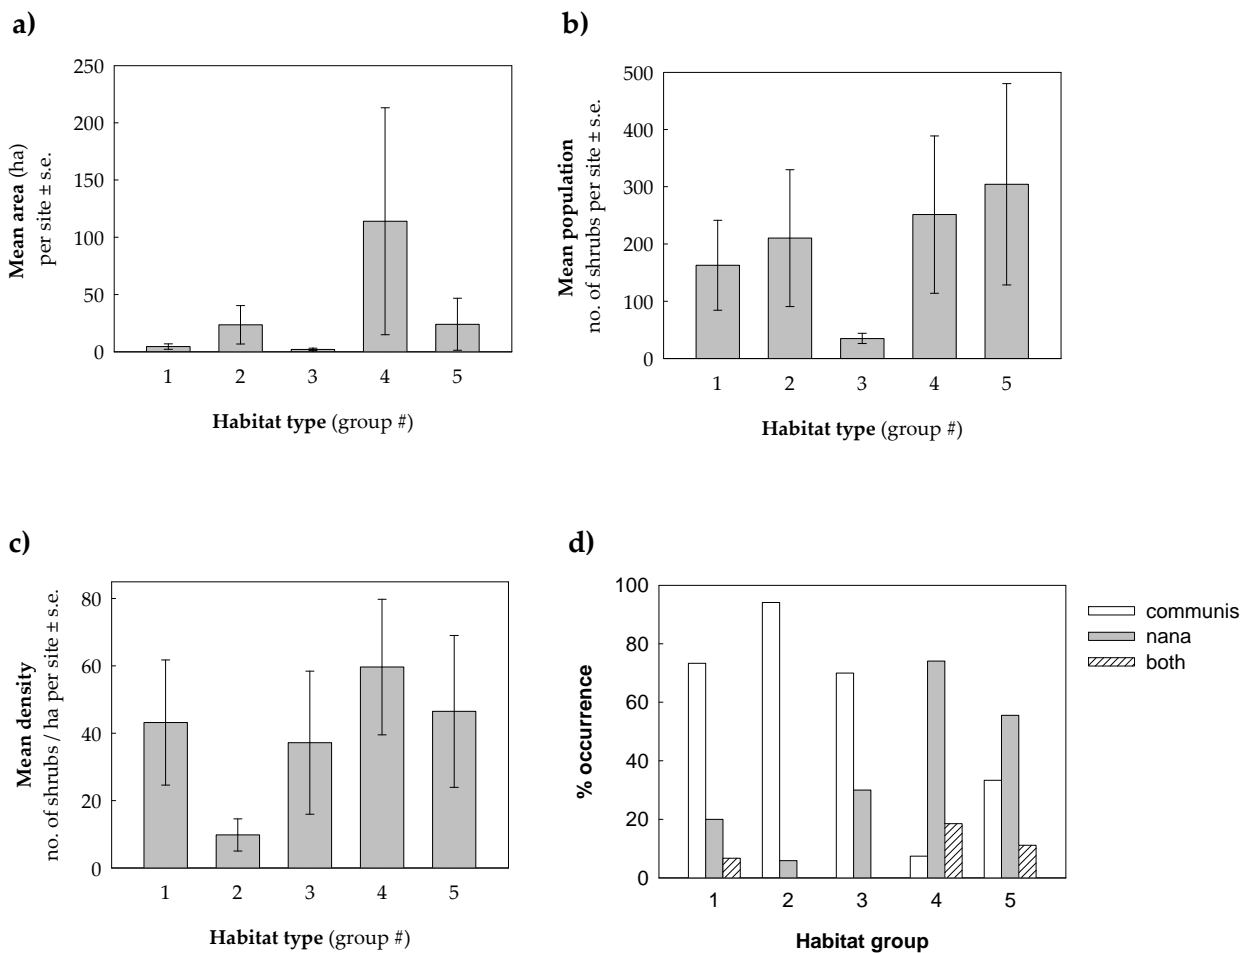 a)
Mean area (ha)
per site ± s.e.
250
200
150
100
50
0
1 2 3 4 5
Habitat type (group #)
b)
Mean population
no. of shrubs per site ± s.e.
500
400
300
200
100
0
1 2 3 4 5
Habitat type (group #)
c)
Mean density
no. of shrubs / ha per site ± s.e.
80
60
40
20
0
1 2 3 4 5
Habitat type (group #)
d)
% occurrence
100
80
60
40
20
0
1 2 3 4 5
Habitat group
communis
nana
both